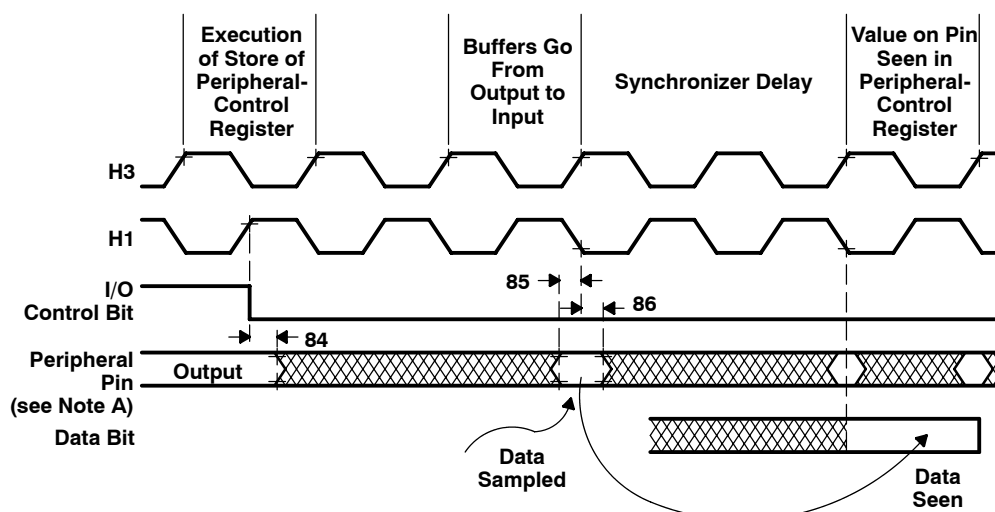 Execution
of Store of
Peripheral-
Control
Register
Buffers Go
From
Output to
Input
Synchronizer Delay
Value on Pin
Seen in
Peripheral-
Control
Register
H3
H1
I/O
Control Bit
85
86
84
Peripheral
Pin
(see Note A)
Output
Data Bit
Data
Sampled
Data
Seen